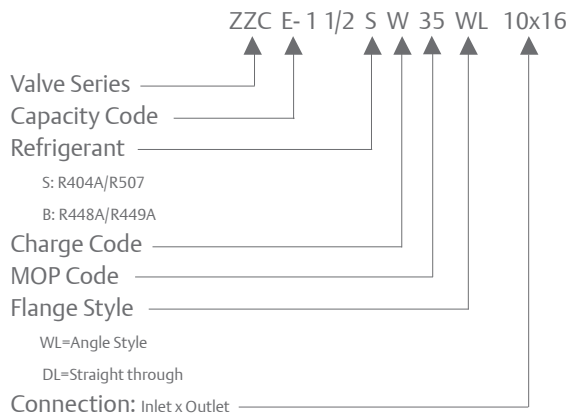 ZZC E- 1 1/2 S W 35 WL 10x16
Valve Series
Capacity Code
Refrigerant
S: R404A/R507
B: R448A/R449A
Charge Code
MOP Code
Flange Style
WL=Angle Style
DL=Straight through
Connection: Inlet x Outlet